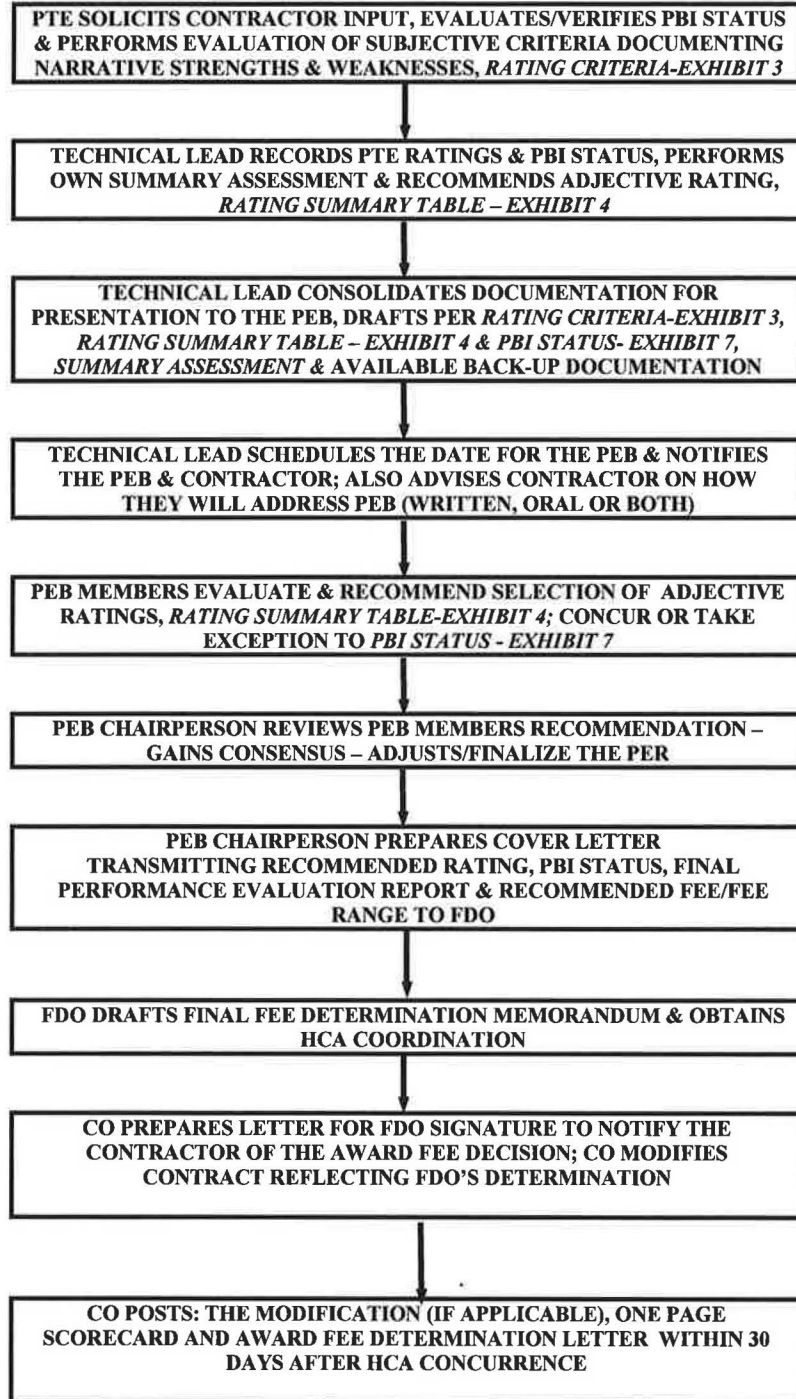 PTE SOLICITS CONTRACTOR INPUT, EVALUATES/VERIFIES PBI STATUS
& PERFORMS EVALUATION OF SUBJECTIVE CRITERIA DOCUMENTING
NARRATIVE STRENGTHS & WEAKNESSES, RATING CRITERIA-EXHIBIT 3
TECHNICAL LEAD RECORDS PTE RATINGS & PBI STATUS, PERFORMS
OWN SUMMARY ASSESSMENT & RECOMMENDS ADJECTIVE RATING,
RATING SUMMARY TABLE – EXHIBIT 4
TECHNICAL LEAD CONSOLIDATES DOCUMENTATION FOR
PRESENTATION TO THE PEB, DRAFTS PER RATING CRITERIA-EXHIBIT 3,
RATING SUMMARY TABLE – EXHIBIT 4 & PBI STATUS- EXHIBIT 7,
SUMMARY ASSESSMENT & AVAILABLE BACK-UP DOCUMENTATION
TECHNICAL LEAD SCHEDULES THE DATE FOR THE PEB & NOTIFIES
THE PEB & CONTRACTOR; ALSO ADVISES CONTRACTOR ON HOW
THEY WILL ADDRESS PEB (WRITTEN, ORAL OR BOTH)
PEB MEMBERS EVALUATE & RECOMMEND SELECTION OF ADJECTIVE
RATINGS, RATING SUMMARY TABLE-EXHIBIT 4; CONCUR OR TAKE
EXCEPTION TO PBI STATUS - EXHIBIT 7
PEB CHAIRPERSON REVIEWS PEB MEMBERS RECOMMENDATION –
GAINS CONSENSUS – ADJUSTS/FINALIZE THE PER
PEB CHAIRPERSON PREPARES COVER LETTER
TRANSMITTING RECOMMENDED RATING, PBI STATUS, FINAL
PERFORMANCE EVALUATION REPORT & RECOMMENDED FEE/FEE
RANGE TO FDO
FDO DRAFTS FINAL FEE DETERMINATION MEMORANDUM & OBTAINS
HCA COORDINATION
CO PREPARES LETTER FOR FDO SIGNATURE TO NOTIFY THE
CONTRACTOR OF THE AWARD FEE DECISION; CO MODIFIES
CONTRACT REFLECTING FDO'S DETERMINATION
CO POSTS: THE MODIFICATION (IF APPLICABLE), ONE PAGE
SCORECARD AND AWARD FEE DETERMINATION LETTER WITHIN 30
DAYS AFTER HCA CONCURRENCE